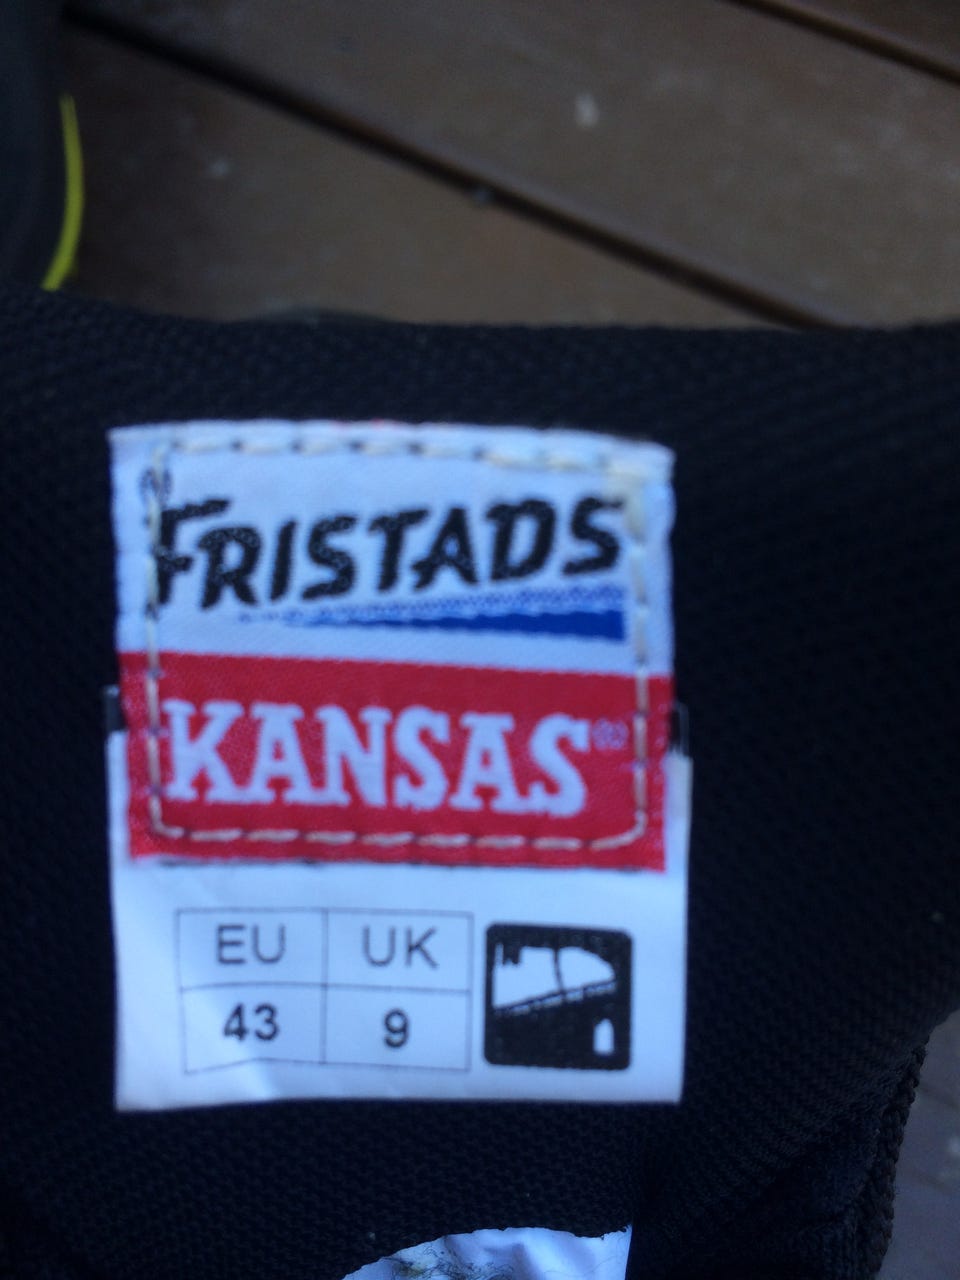 FRISTADS
KANSAS®
EU UK
43 9